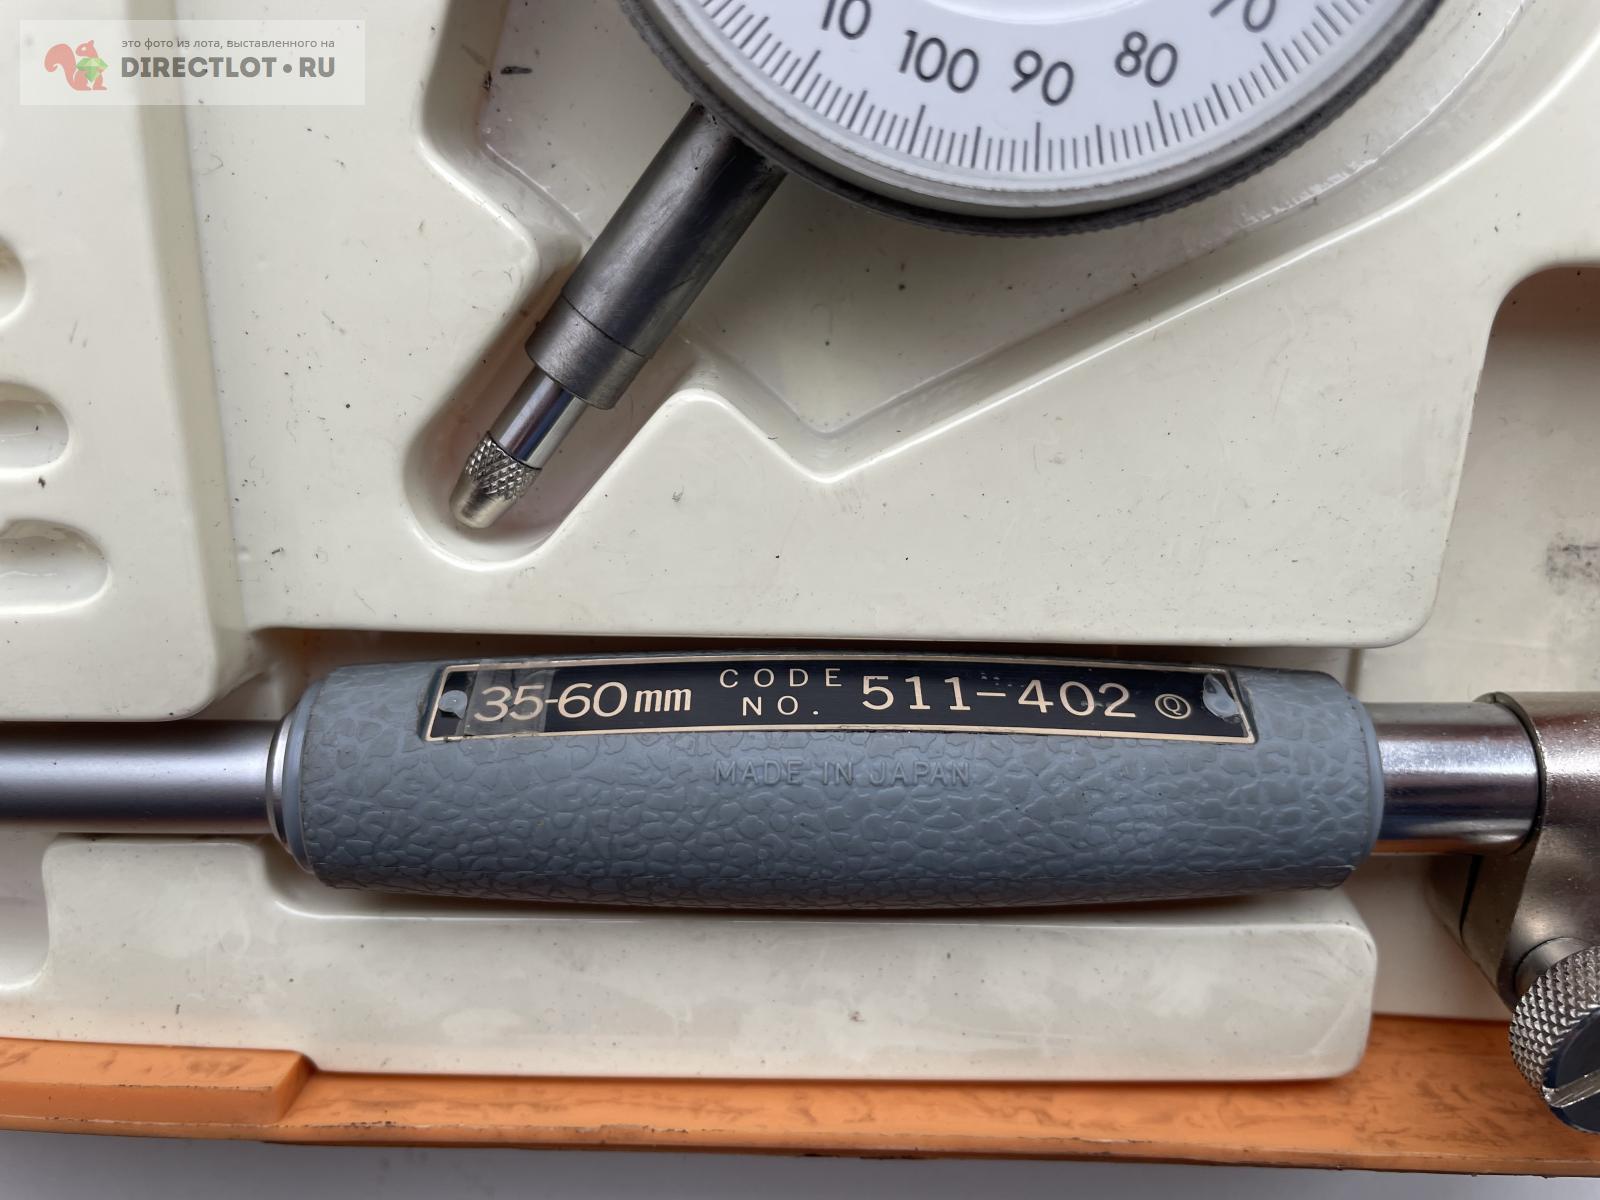 это фото из лота, выставленного на
DIRECTLOT•RU
10 100 90 80 70
35-60mm CODE NO. 511-402 Q
MADE IN JAPAN